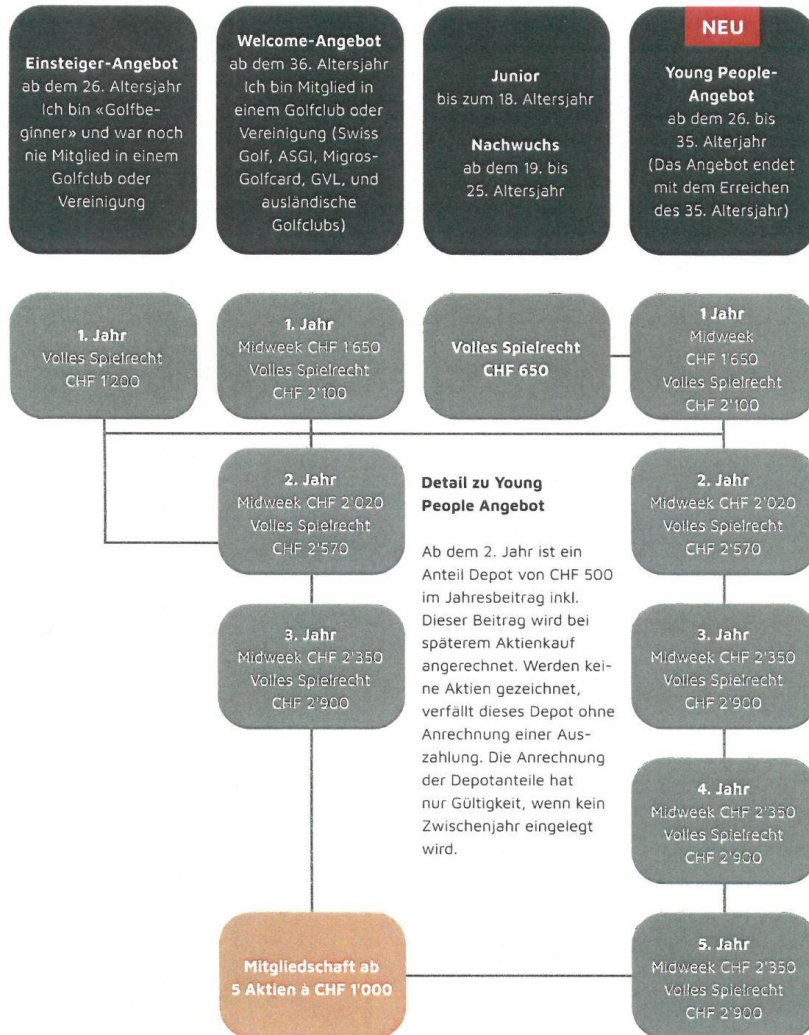 Einsteiger-Angebot
ab dem 26. Altersjahr
Ich bin «Golfbe-
ginner» und war noch
nie Mitglied in einem
Golfclub oder
Vereinigung
Welcome-Angebot
ab dem 36. Altersjahr
Ich bin Mitglied in
einem Golfclub oder
Vereinigung (Swiss
Golf, ASGI, Migros-
Golfcard, GVL, und
ausländische
Golfclubs)
Junior
bis zum 18. Altersjahr
Nachwuchs
ab dem 19. bis
25. Altersjahr
NEU
Young People-
Angebot
ab dem 26. bis
35. Alterjahr
(Das Angebot endet
mit dem Erreichen
des 35. Altersjahr)
1. Jahr
Volles Spielrecht
CHF 1'200
1. Jahr
Midweek CHF 1'650
Volles Spielrecht
CHF 2'100
Volles Spielrecht
CHF 650
1 Jahr
Midweek
CHF 1'650
Volles Spielrecht
CHF 2'100
2. Jahr
Midweek CHF 2'020
Volles Spielrecht
CHF 2'570
Detail zu Young
People Angebot
Ab dem 2. Jahr ist ein
Anteil Depot von CHF 500
im Jahresbeitrag inkl.
Dieser Beitrag wird bei
späterem Aktienkauf
angerechnet. Werden kei-
ne Aktien gezeichnet,
verfällt dieses Depot ohne
Anrechnung einer Aus-
zahlung. Die Anrechnung
der Depotanteile hat
nur Gültigkeit, wenn kein
Zwischenjahr eingelegt
wird.
2. Jahr
Midweek CHF 2'020
Volles Spielrecht
CHF 2'570
3. Jahr
Midweek CHF 2'350
Volles Spielrecht
CHF 2'900
3. Jahr
Midweek CHF 2'350
Volles Spielrecht
CHF 2'900
4. Jahr
Midweek CHF 2'350
Volles Spielrecht
CHF 2'900
Mitgliedschaft ab
5 Aktien à CHF 1'000
5. Jahr
Midweek CHF 2'350
Volles Spielrecht
CHF 2'900